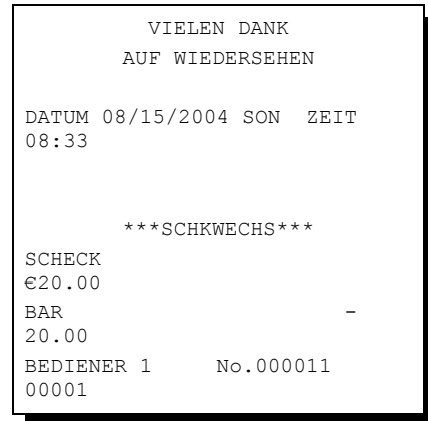 VIELEN DANK
AUF WIEDERSEHEN
DATUM 08/15/2004 SON ZEIT
08:33
***SCHKWECHS***
SCHECK
€20.00
BAR -
20.00
BEDIENER 1 No.000011
00001